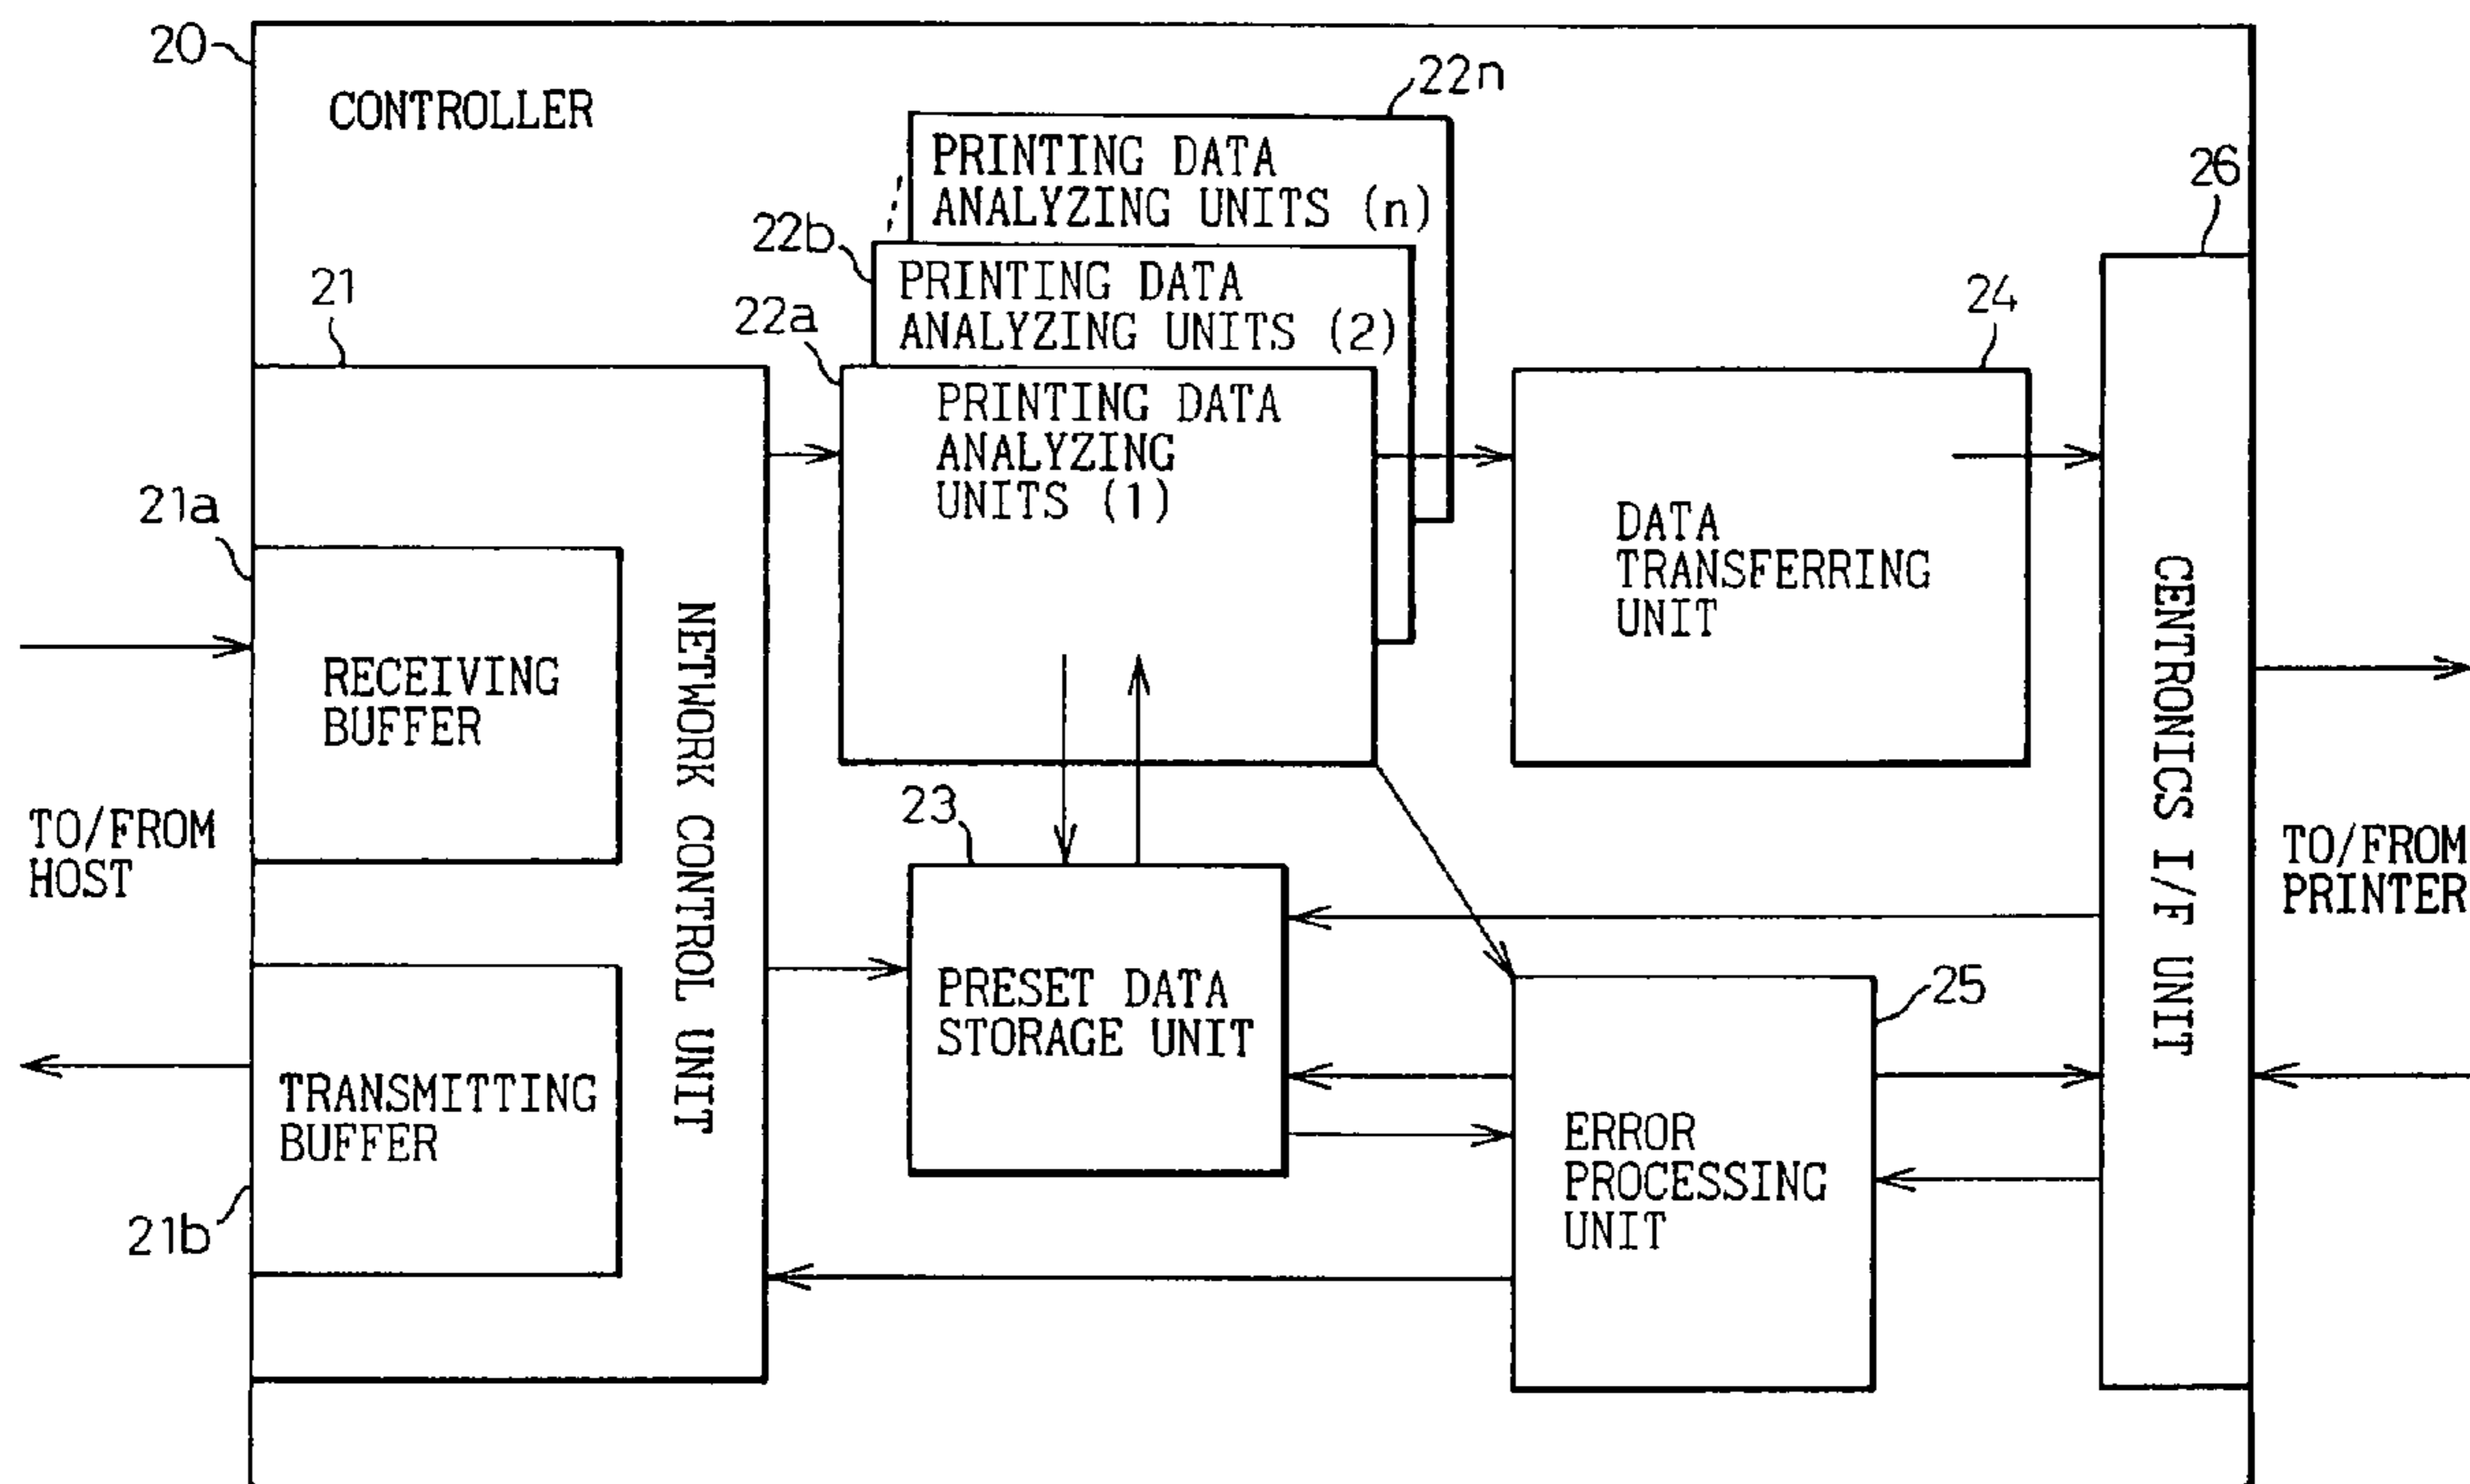 20
CONTROLLER
22n
PRINTING DATA
ANALYZING UNITS (n)
26
22b
PRINTING DATA
ANALYZING UNITS (2)
21
22a
24
PRINTING DATA
ANALYZING
UNITS (1)
21a
DATA
TRANSFERRING
UNIT
RECEIVING
BUFFER
NETWORK CONTROL UNIT
CENTRONICS I/F UNIT
TO/FROM
HOST
23
TO/FROM
PRINTER
PRESET DATA
STORAGE UNIT
25
TRANSMITTING
BUFFER
ERROR
PROCESSING
UNIT
21b